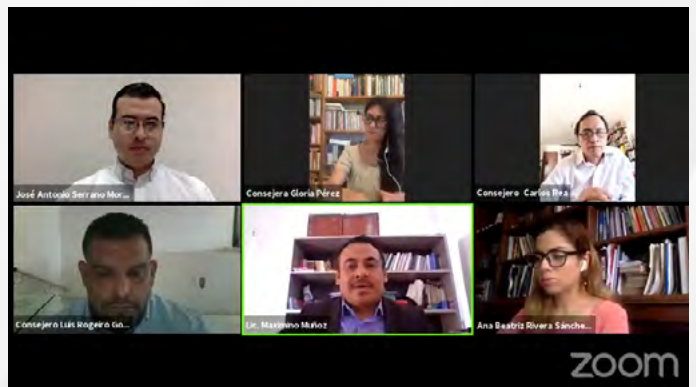 José Antonio Serrano Mor...
Consejera Gloria Pérez
Consejero Carlos Rea
Consejero Luis Rogeiro Go...
Lic. Maximino Muñoz
Ana Beatriz Rivera Sánche...
zoom